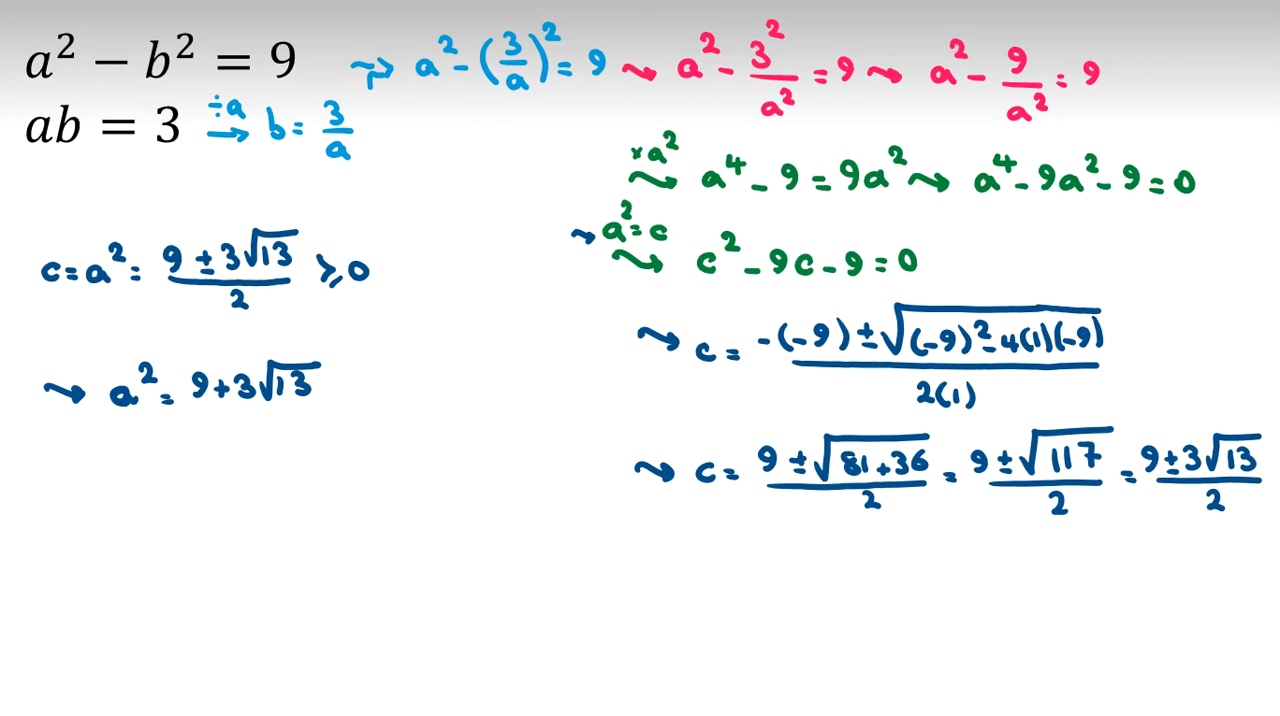 a² − b² = 9 ⇝ a² - (3/a)² = 9 ⇝ a² - 3²/a² = 9 ⇝ a² - 9/a² = 9
ab = 3 ÷a → b = 3/a
×a² ⇝ a⁴ - 9 = 9a² ⇝ a⁴ - 9a² - 9 = 0
→ a² = c ⇝ c² - 9c - 9 = 0
⇝ c = -(-9) ± √((-9)² - 4(1)(-9)) / 2(1)
⇝ c = 9 ± √(81+36) / 2 = 9 ± √117 / 2 = 9 ± 3√13 / 2
c = a² = 9 ± 3√13 / 2 ⩾ 0
⇝ a² = 9 + 3√13